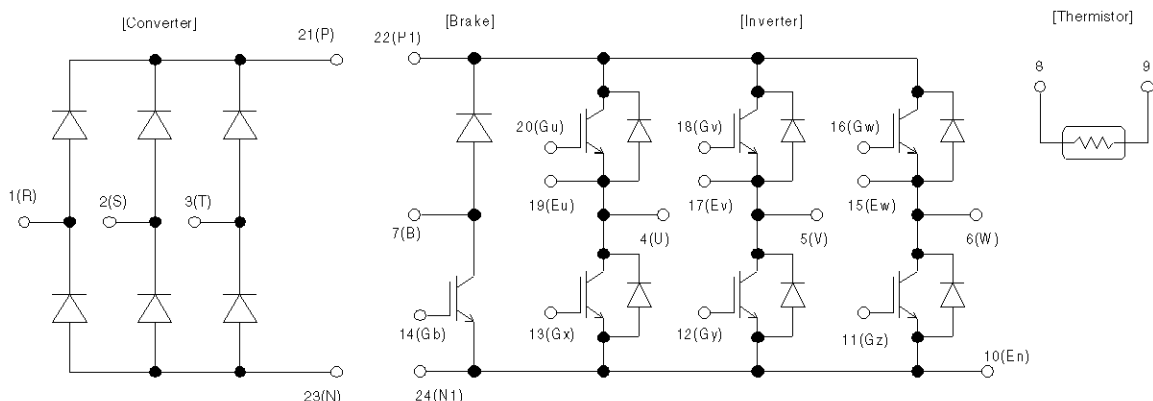 [Converter]
[Brake]
[Inverter]
[Thermistor]
21(P)
22(P1)
8
9
20(Gu)
18(Gv)
16(Gw)
1(R)
2(S)
3(T)
19(Eu)
17(Ev)
15(Ew)
7(B)
4(U)
5(V)
6(W)
14(Gb)
13(Gx)
12(Gy)
11(Gz)
10(En)
23(N)
24(N1)